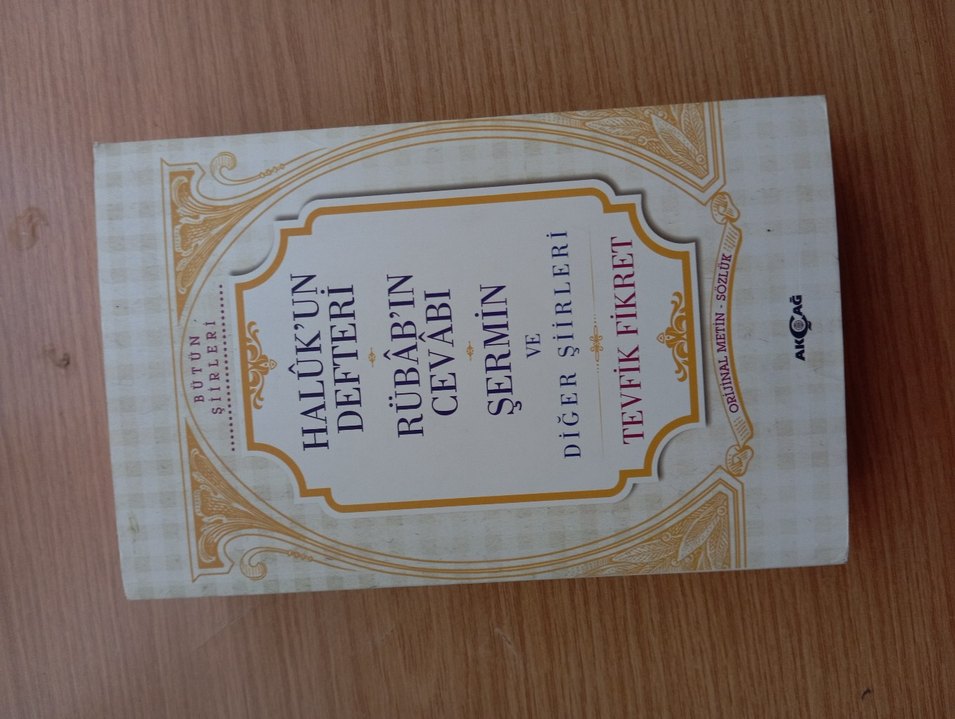 BÜTÜN
ŞİİRLERİ
HALÛK'UN
DEFTERİ
RÜBÂB'IN
CEVÂBI
ŞERMİN
VE
DİĞER ŞİİRLERİ
TEVFİK FİKRET
ORİJİNAL METİN - SÖZLÜK
AKÇAĞ